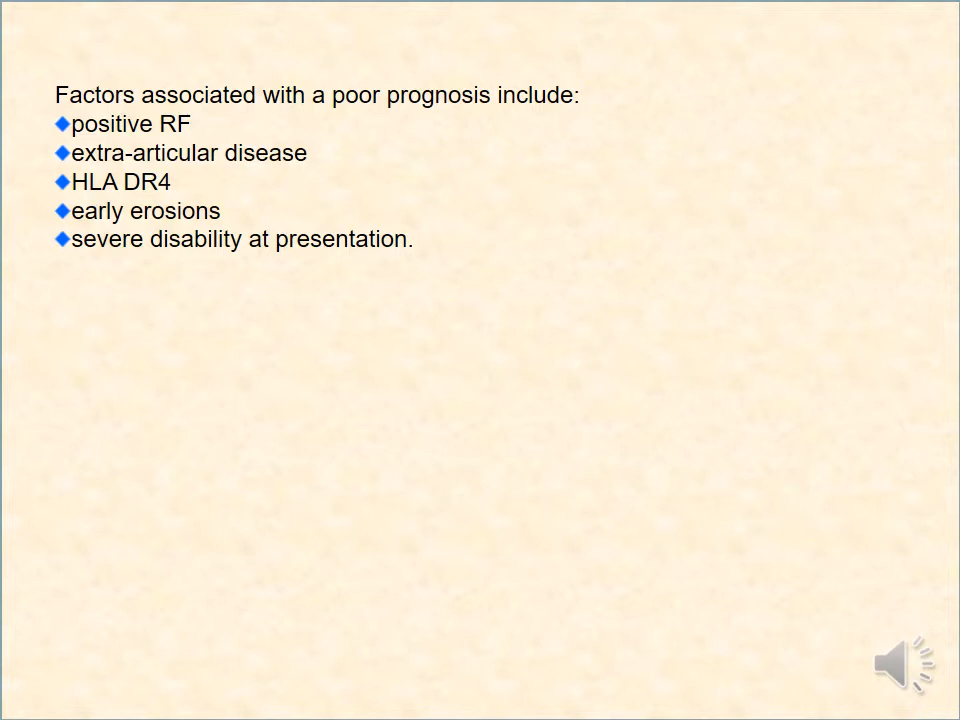 Factors associated with a poor prognosis include:
positive RF
extra-articular disease
HLA DR4
early erosions
severe disability at presentation.